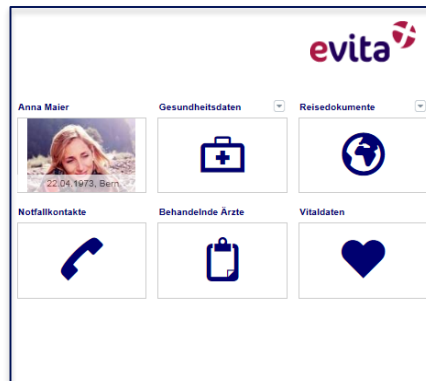 evita
Anna Maier
Gesundheitsdaten
Reisedokumente
22.04.1973, Bern
Notfallkontakte
Behandelnde Ärzte
Vitaldaten